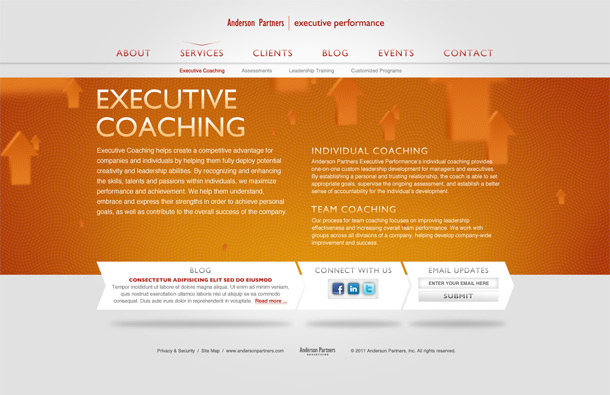 Anderson Partners | executive performance
ABOUT SERVICES CLIENTS BLOG EVENTS CONTACT
Executive Coaching Assessments Leadership Training Customized Programs
EXECUTIVE
COACHING
Executive Coaching helps create a competitive advantage for
companies and individuals by helping them fully deploy potential
creativity and leadership abilities. By recognizing and enhancing
the skills, talents and passions within individuals, we maximize
performance and achievement. We help them understand,
embrace and express their strengths in order to achieve personal
goals, as well as contribute to the overall success of the company.
INDIVIDUAL COACHING
Anderson Partners Executive Performance's individual coaching provides
one-on-one custom leadership development for managers and executives.
By establishing a personal and trusting relationship, the coach is able to set
appropriate goals, supervise the ongoing assessment, and establish a better
sense of accountability for the individual's development.
TEAM COACHING
Our process for team coaching focuses on improving leadership
effectiveness and increasing overall team performance. We work with
groups across all divisions of a company, helping develop company-wide
improvement and success.
BLOG
CONSECTETUR ADIPISICING ELIT SED DO EIUSMOD
Tempor incididunt ut labore et dolore magna aliqua. Ut enim ad minim veniam,
quis nostrud exercitation ullamco laboris nisi ut aliquip ex ea commodo
consequat. Duis aute irure dolor in reprehenderit in voluptate. Read more ...
CONNECT WITH US
f in t
EMAIL UPDATES
ENTER YOUR EMAIL HERE
SUBMIT
Privacy & Security / Site Map / www.andersonpartners.com
Anderson Partners
ADVERTISING
© 2011 Anderson Partners, Inc, All rights reserved.